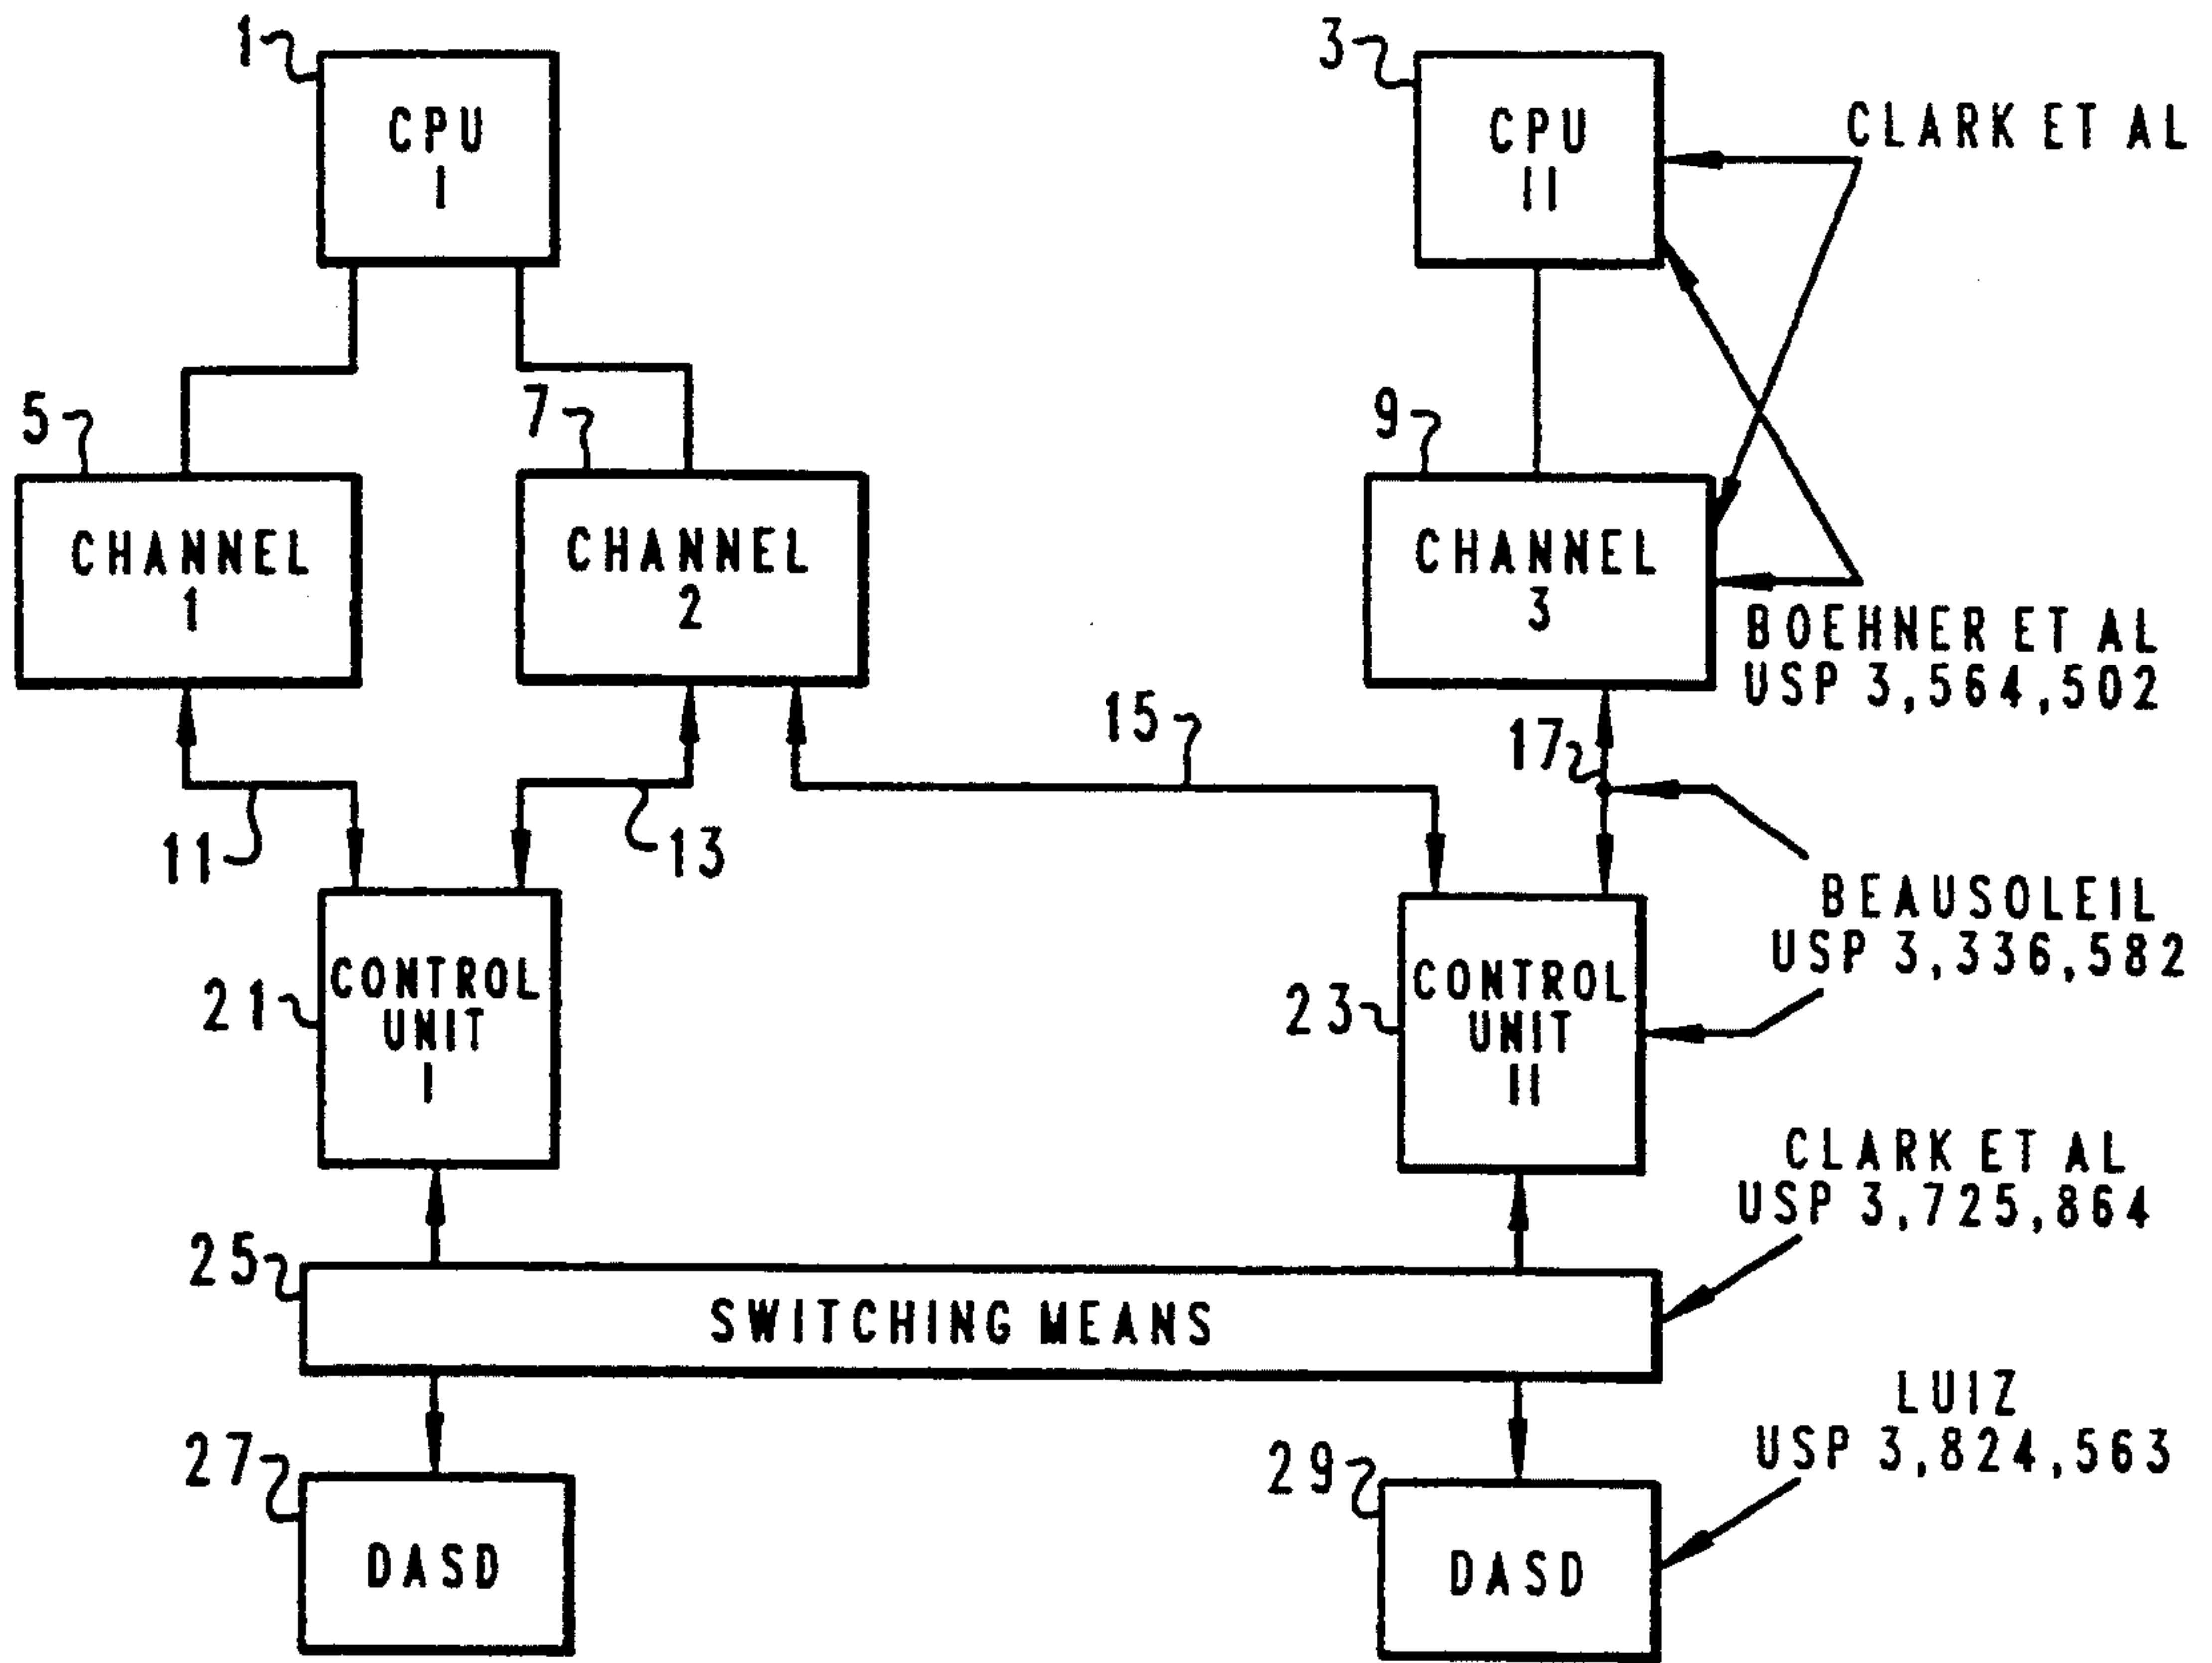 1
CPU
I
3
CPU
II
CLARK ET AL
5
CHANNEL
1
7
CHANNEL
2
9
CHANNEL
3
BOEHNER ET AL
USP 3,564,502
11
13
15
17
BEAUSOLEIL
USP 3,336,582
21
CONTROL
UNIT
I
23
CONTROL
UNIT
II
CLARK ET AL
USP 3,725,864
25
SWITCHING MEANS
LUIZ
USP 3,824,563
27
DASD
29
DASD